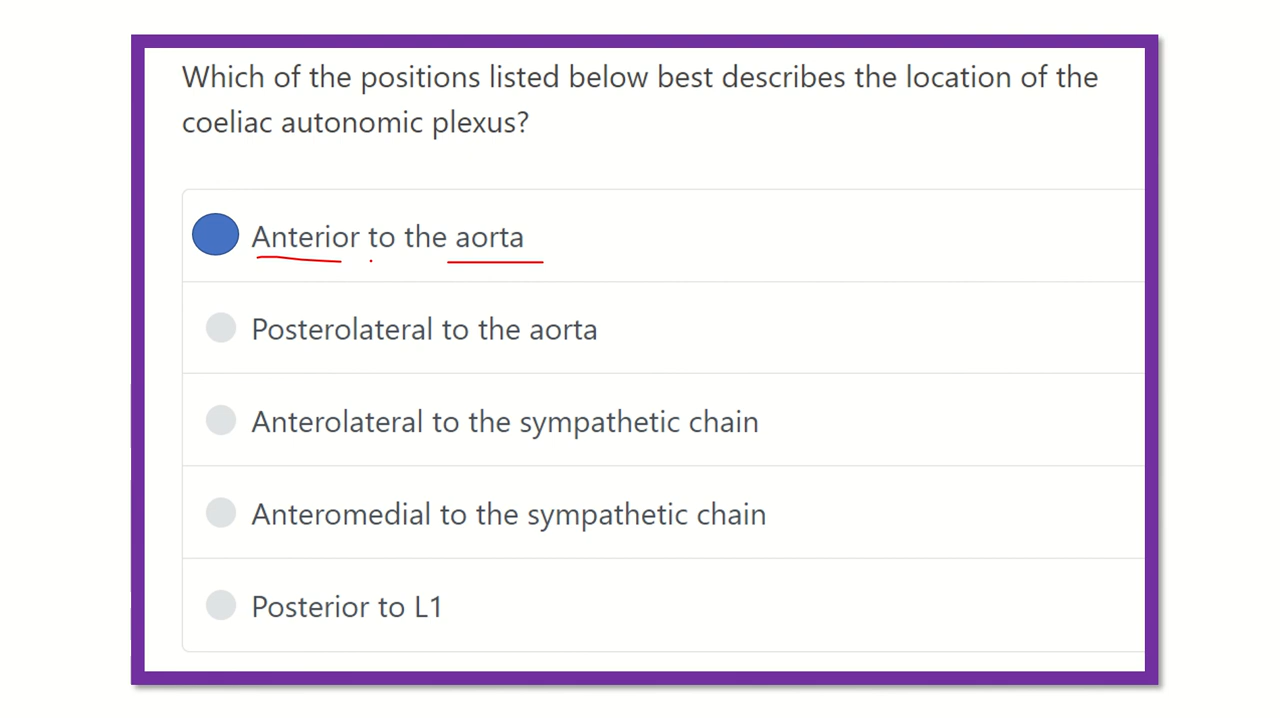 Which of the positions listed below best describes the location of the
coeliac autonomic plexus?
Anterior to the aorta
Posterolateral to the aorta
Anterolateral to the sympathetic chain
Anteromedial to the sympathetic chain
Posterior to L1